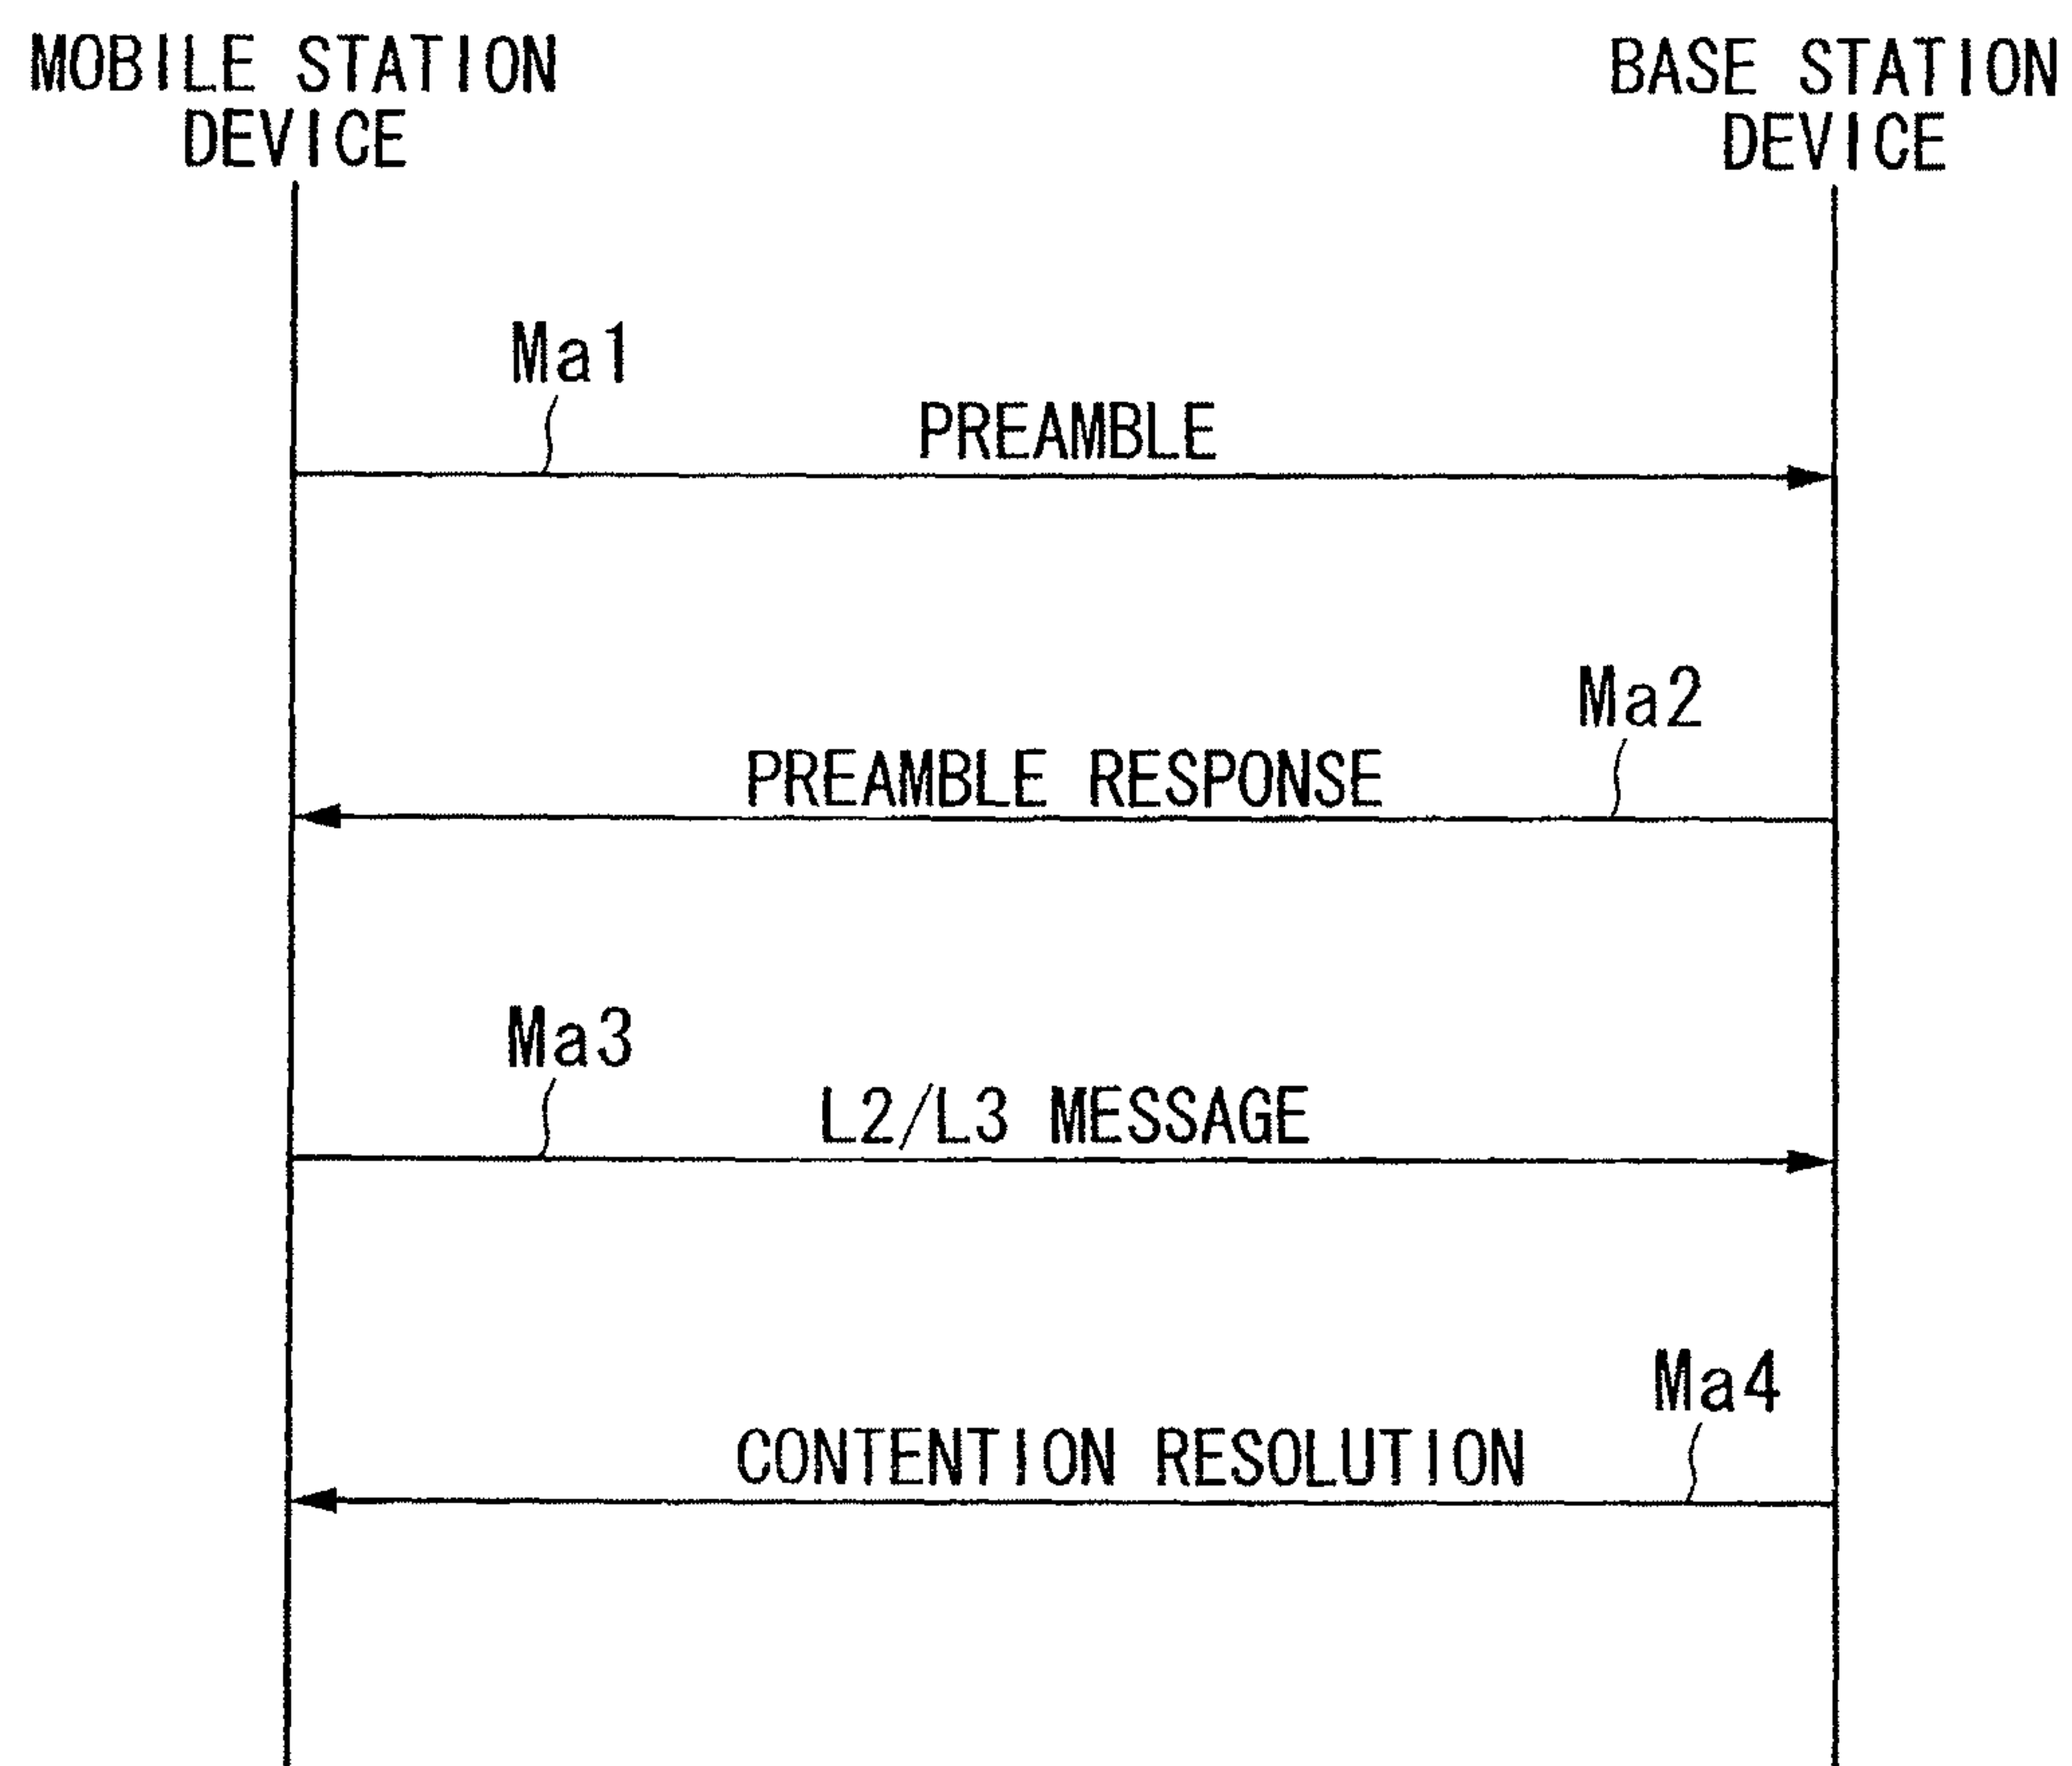 MOBILE STATION
DEVICE
BASE STATION
DEVICE
Ma1
PREAMBLE
Ma2
PREAMBLE RESPONSE
Ma3
L2/L3 MESSAGE
Ma4
CONTENTION RESOLUTION